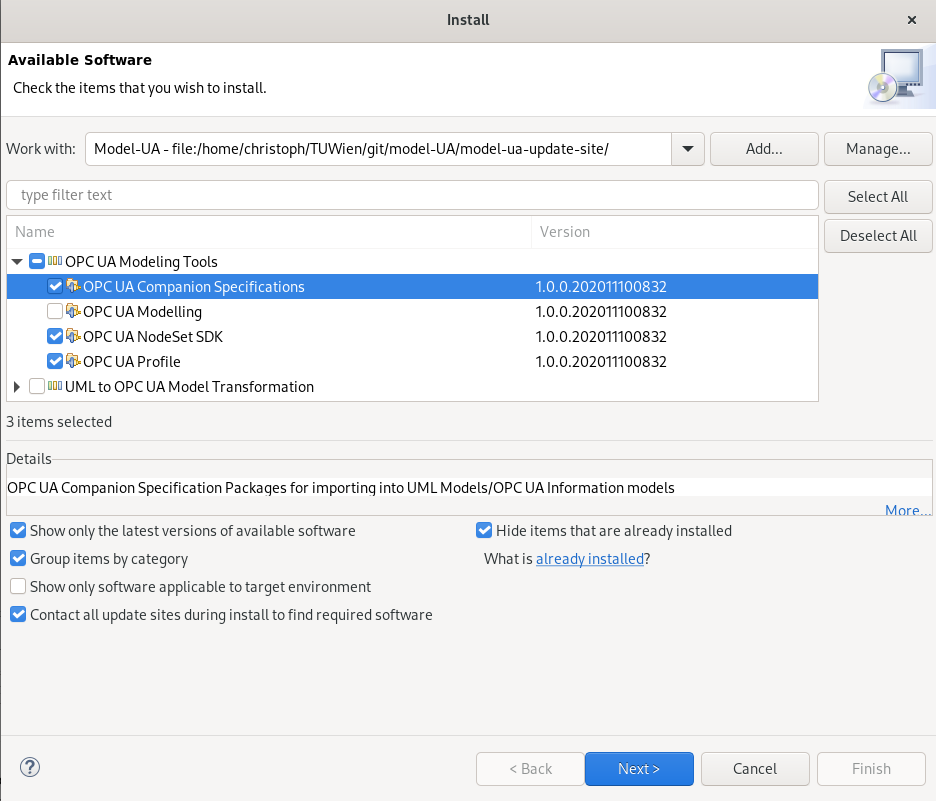 Install
Available Software
Check the items that you wish to install.
Work with: Model-UA - file:/home/christoph/TUWien/git/model-UA/model-ua-update-site/ Add... Manage...
type filter text Select All
Name Version Deselect All
OPC UA Modeling Tools
OPC UA Companion Specifications 1.0.0.202011100832
OPC UA Modelling 1.0.0.202011100832
OPC UA NodeSet SDK 1.0.0.202011100832
OPC UA Profile 1.0.0.202011100832
UML to OPC UA Model Transformation
3 items selected
Details
OPC UA Companion Specification Packages for importing into UML Models/OPC UA Information models
More...
Show only the latest versions of available software Hide items that are already installed
Group items by category What is already installed?
Show only software applicable to target environment
Contact all update sites during install to find required software
? < Back Next > Cancel Finish